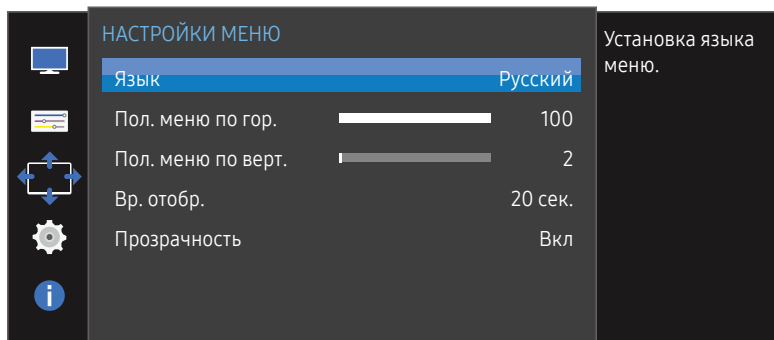 НАСТРОЙКИ МЕНЮ
Язык Русский
Пол. меню по гор. 100
Пол. меню по верт. 2
Вр. отобр. 20 сек.
Прозрачность Вкл
Установка языка
меню.
i